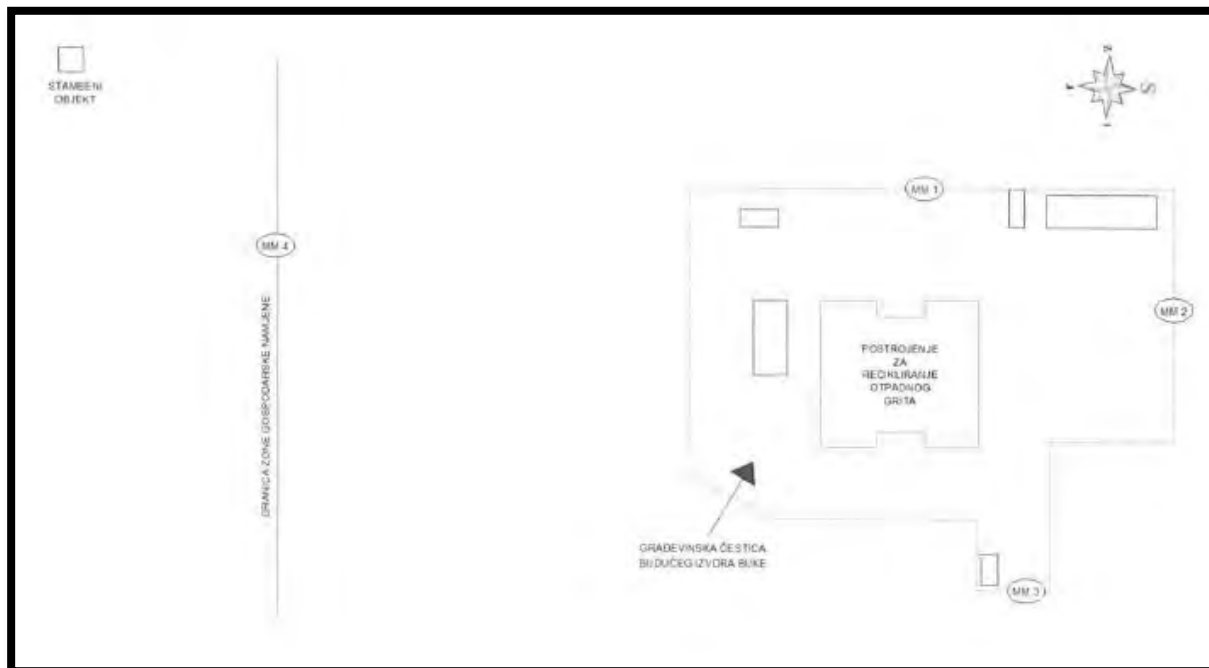 STAMBENI
OBJEKT
S
MM 1
MM 4
MM 2
GRANICA ZONE GOSPODARSKE NAMJENE
POSTROJENJE
ZA
RECIKLIRANJE
OTPADNOG
GRITA
GRAĐEVINSKA ČESTICA
BUDUĆEG IZVORA BUKE
MM 3